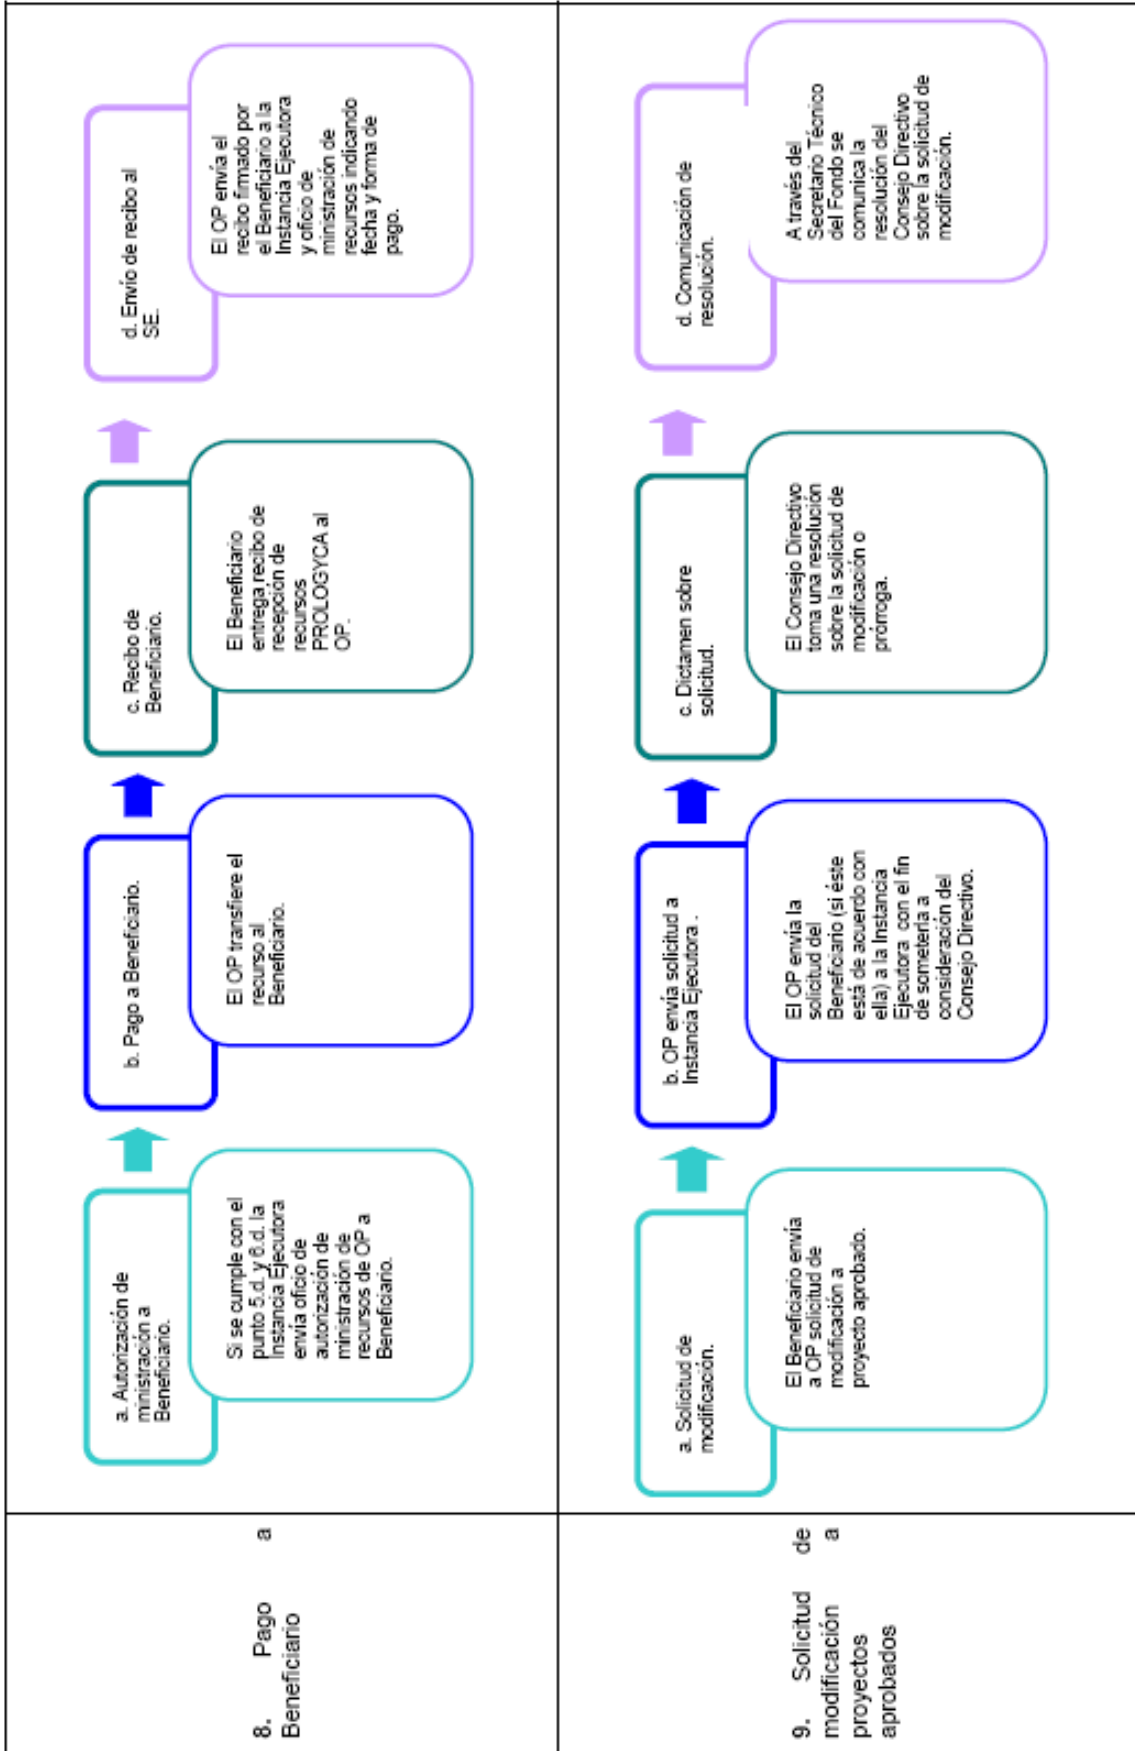 8. Pago a
Beneficiario
a. Autorización de
ministración a
Beneficiario.
Si se cumple con el
punto 5.d. y 6.d. la
Instancia Ejecutora
envía oficio de
autorización de
ministración de
recursos de OP a
Beneficiario.
b. Pago a Beneficiario.
El OP transfiere el
recurso al
Beneficiario.
c. Recibo de
Beneficiario.
El Beneficiario
entrega recibo de
recepción de
recursos
PROLOGYCA al
OP.
d. Envío de recibo al
SE.
El OP envía el
recibo firmado por
el Beneficiario a la
Instancia Ejecutora
y oficio de
ministración de
recursos indicando
fecha y forma de
pago.
9. Solicitud de
modificación a
proyectos
aprobados
a. Solicitud de
modificación.
El Beneficiario envía
a OP solicitud de
modificación a
proyecto aprobado.
b. OP envía solicitud a
Instancia Ejecutora .
El OP envía la
solicitud del
Beneficiario (si éste
está de acuerdo con
ella) a la Instancia
Ejecutora con el fin
de someterla a
consideración del
Consejo Directivo.
c. Dictamen sobre
solicitud.
El Consejo Directivo
toma una resolución
sobre la solicitud de
modificación o
prórroga.
d. Comunicación de
resolución.
A través del
Secretario Técnico
del Fondo se
comunica la
resolución del
Consejo Directivo
sobre la solicitud de
modificación.